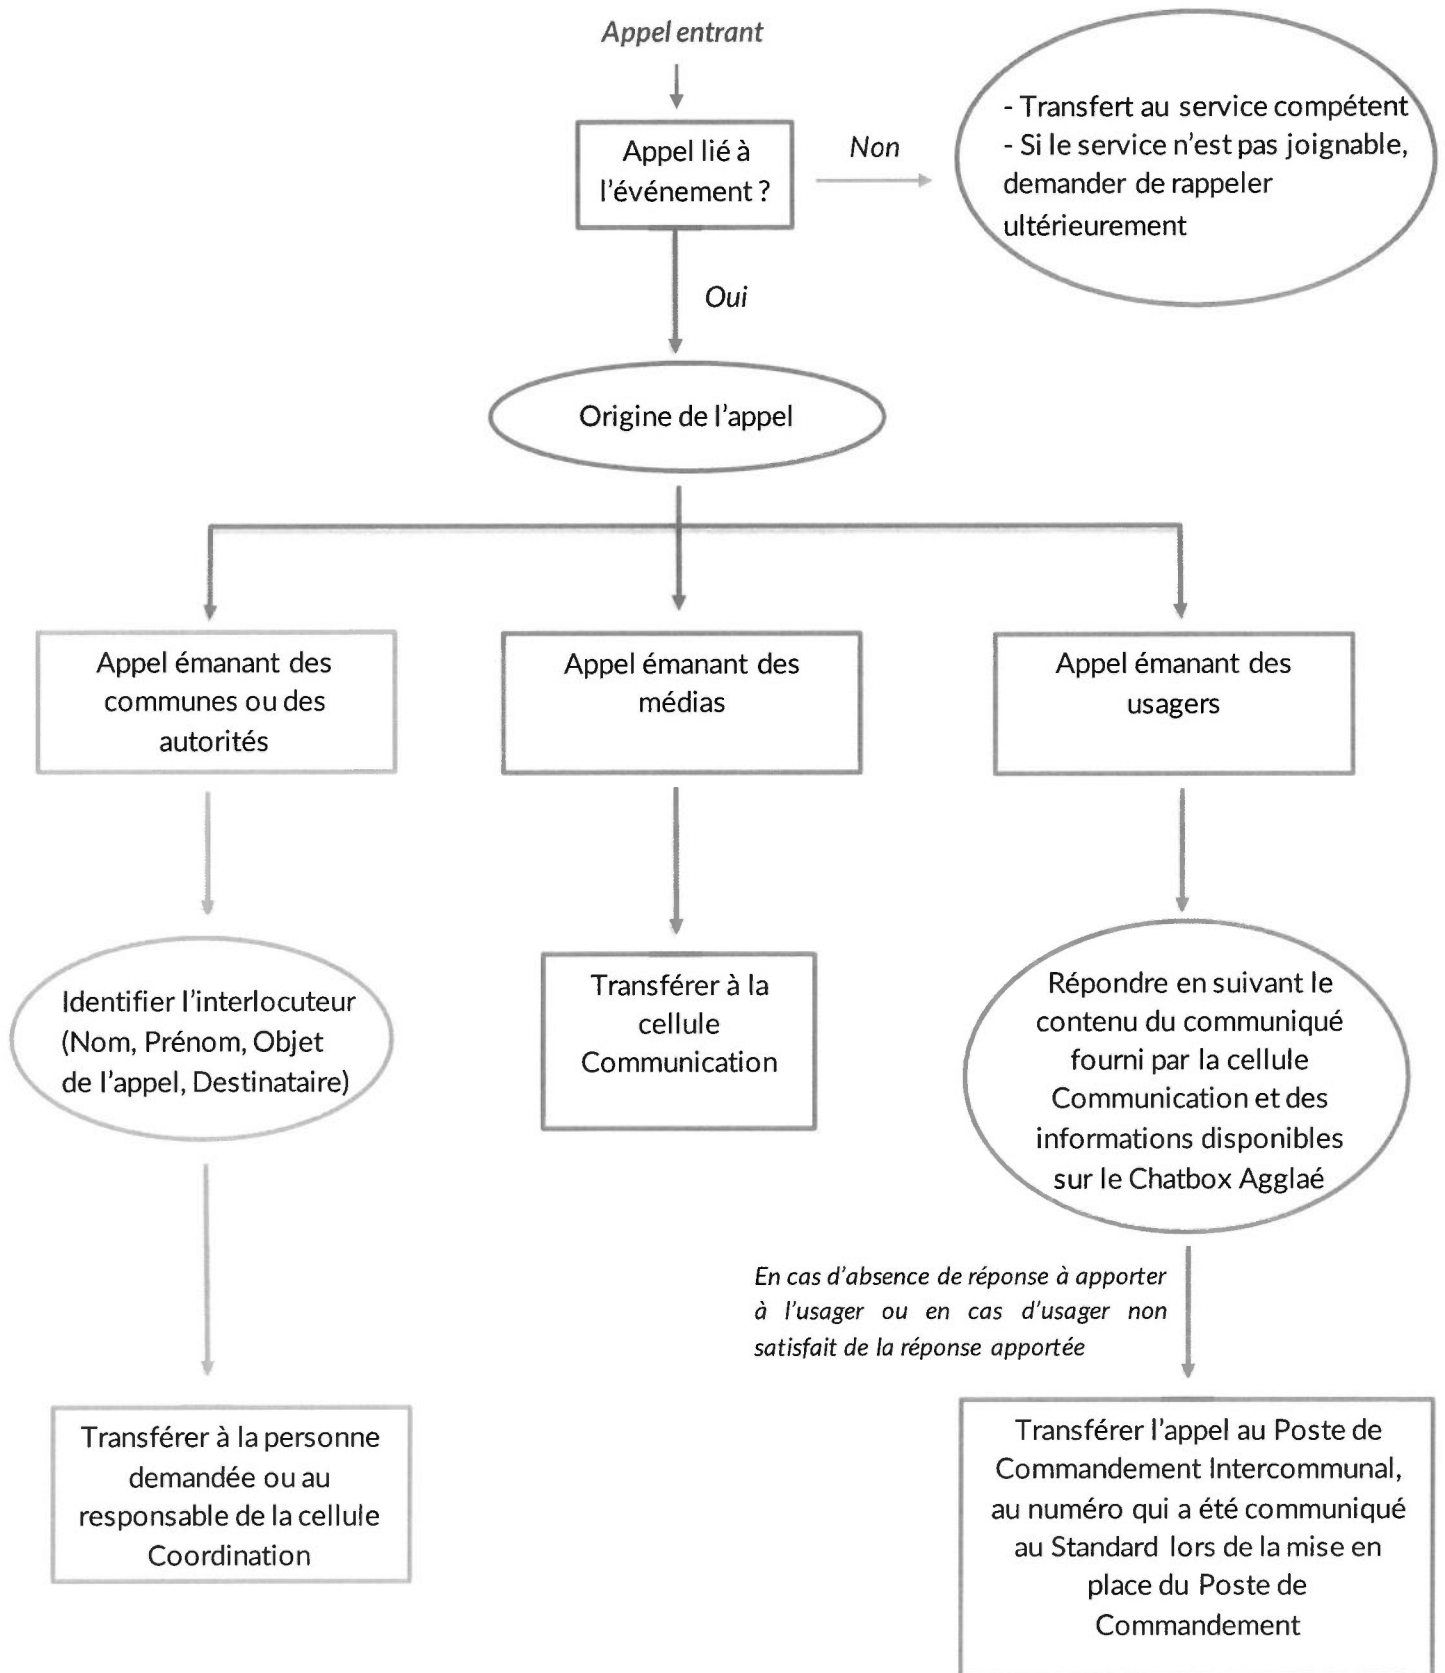 Appel entrant
Appel lié à
l'événement ?
Non
- Transfert au service compétent
- Si le service n'est pas joignable,
demander de rappeler
ultérieurement
Oui
Origine de l'appel
Appel émanant des
communes ou des
autorités
Appel émanant des
médias
Appel émanant des
usagers
Identifier l'interlocuteur
(Nom, Prénom, Objet
de l'appel, Destinataire)
Transférer à la
cellule
Communication
Répondre en suivant le
contenu du communiqué
fourni par la cellule
Communication et des
informations disponibles
sur le Chatbox Agglaé
En cas d'absence de réponse à apporter
à l'usager ou en cas d'usager non
satisfait de la réponse apportée
Transférer à la personne
demandée ou au
responsable de la cellule
Coordination
Transférer l'appel au Poste de
Commandement Intercommunal,
au numéro qui a été communiqué
au Standard lors de la mise en
place du Poste de
Commandement